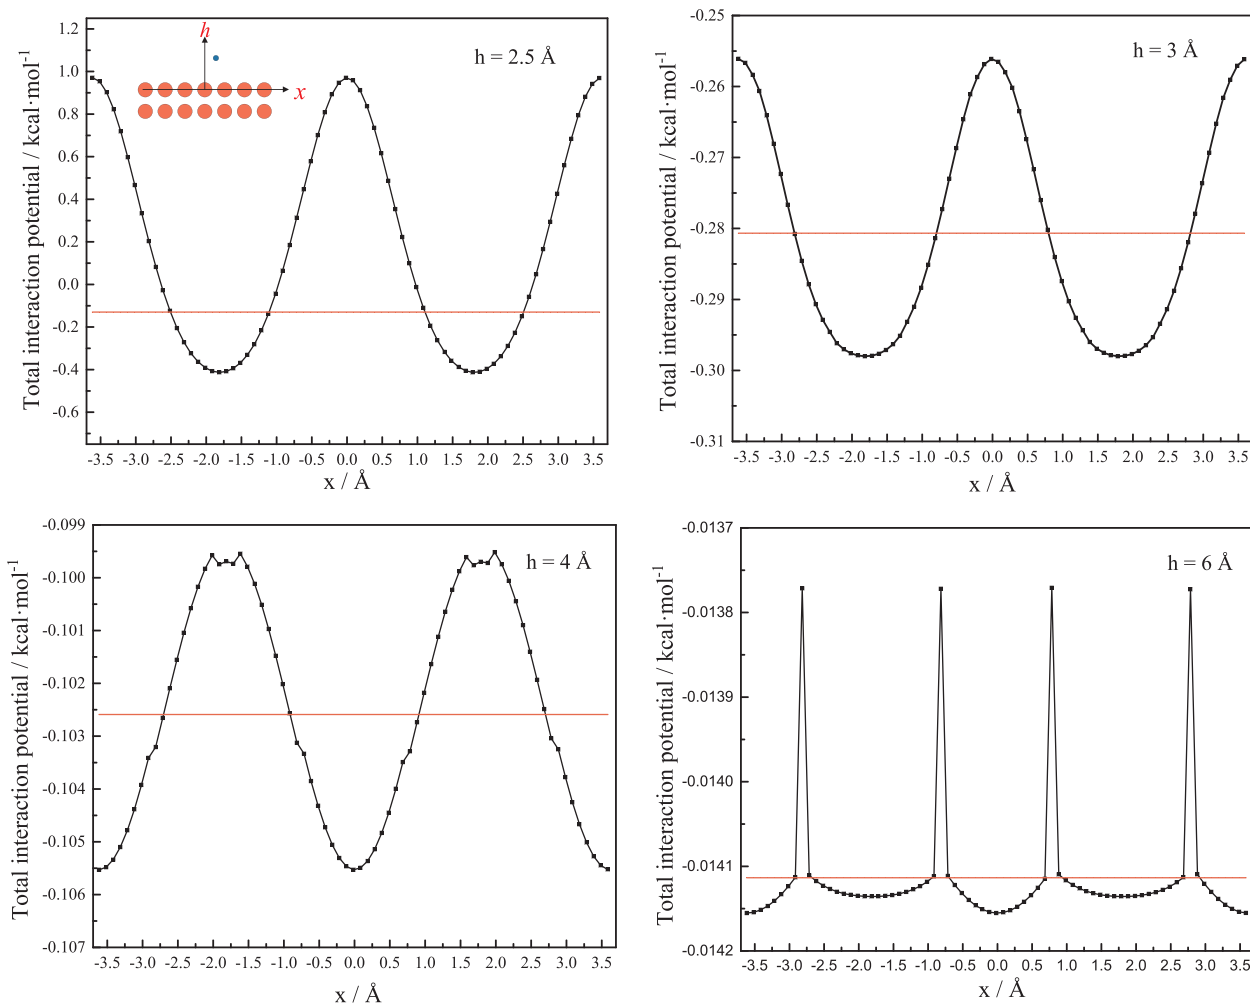 h = 2.5 Å
h
x
Total interaction potential / kcal·mol-1
1.2
1.0
0.8
0.6
0.4
0.2
0.0
-0.2
-0.4
-0.6
-3.5 -3.0 -2.5 -2.0 -1.5 -1.0 -0.5 0.0 0.5 1.0 1.5 2.0 2.5 3.0 3.5
x / Å
h = 3 Å
Total interaction potential / kcal·mol-1
-0.25
-0.26
-0.27
-0.28
-0.29
-0.30
-0.31
-3.5 -3.0 -2.5 -2.0 -1.5 -1.0 -0.5 0.0 0.5 1.0 1.5 2.0 2.5 3.0 3.5
x / Å
h = 4 Å
Total interaction potential / kcal·mol-1
-0.099
-0.100
-0.101
-0.102
-0.103
-0.104
-0.105
-0.106
-0.107
-3.5 -3.0 -2.5 -2.0 -1.5 -1.0 -0.5 0.0 0.5 1.0 1.5 2.0 2.5 3.0 3.5
x / Å
h = 6 Å
Total interaction potential / kcal·mol-1
-0.0137
-0.0138
-0.0139
-0.0140
-0.0141
-0.0142
-3.5 -3.0 -2.5 -2.0 -1.5 -1.0 -0.5 0.0 0.5 1.0 1.5 2.0 2.5 3.0 3.5
x / Å